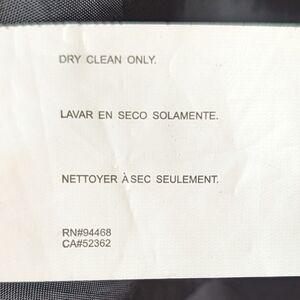 DRY CLEAN ONLY.
LAVAR EN SECO SOLAMENTE.
NETTOYER À SEC SEULEMENT.
RN#94468
CA#52362